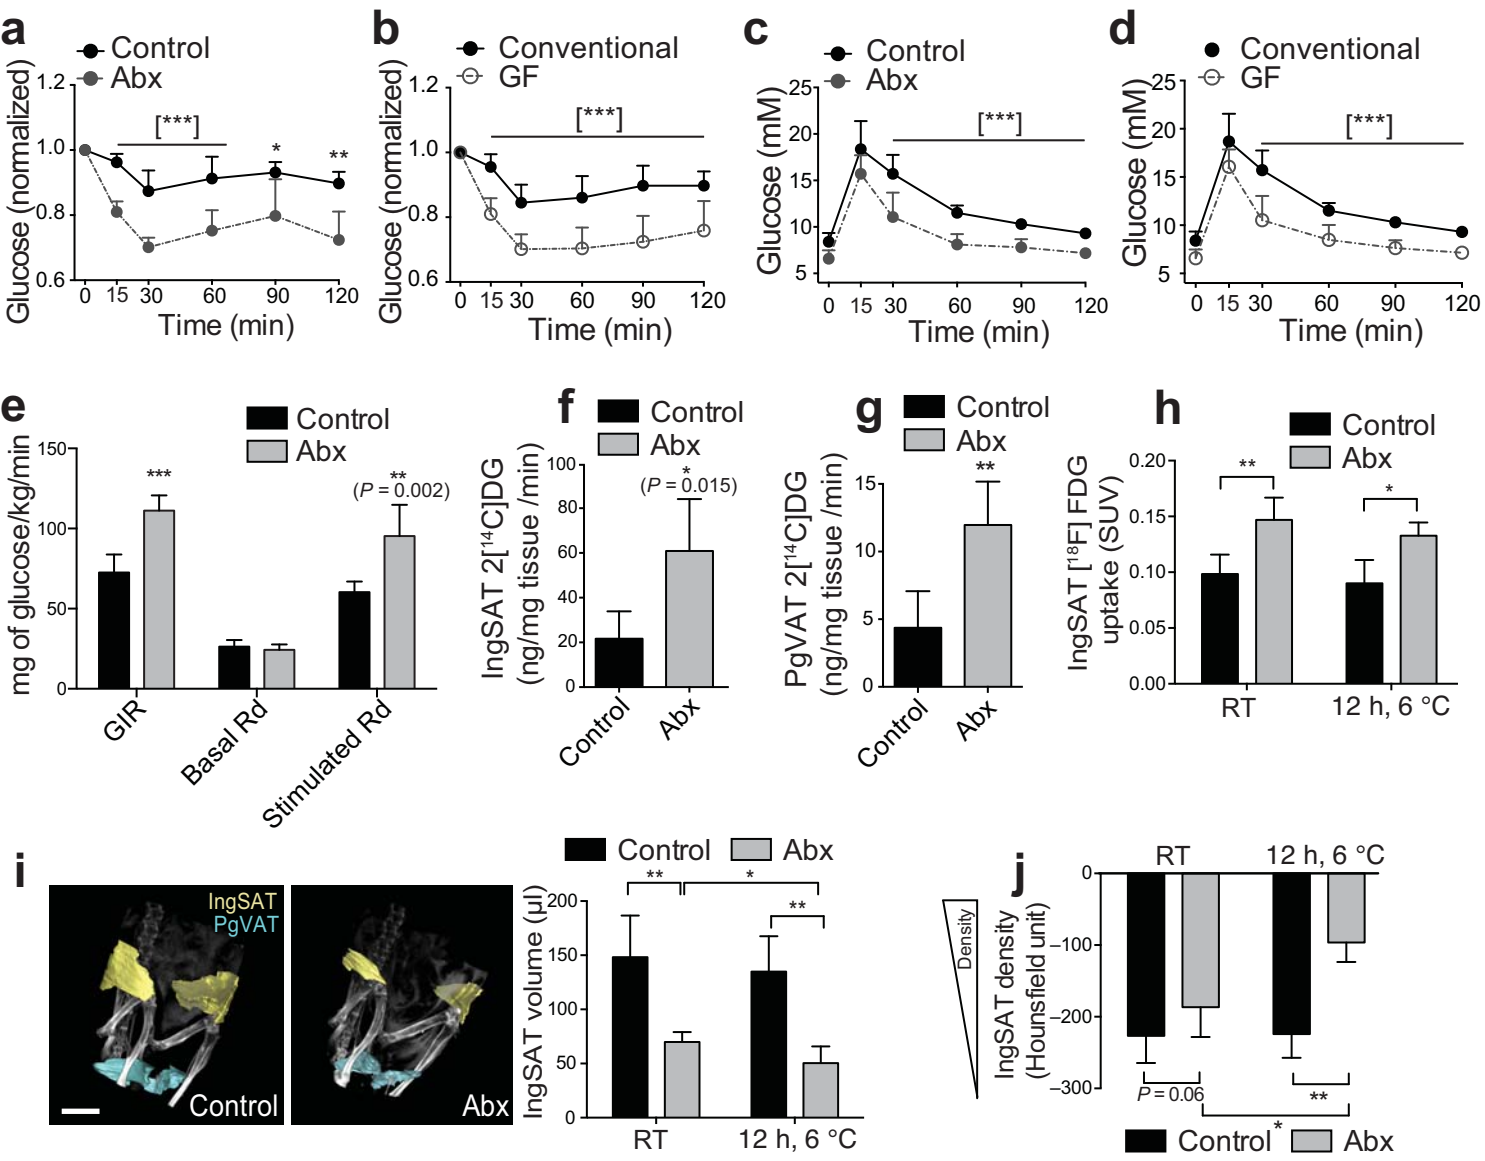 a
Control
Abx
Glucose (normalized)
1.2
1.0
0.8
0.6
[***]
*
**
0 15 30 60 90 120
Time (min)
b
Conventional
GF
Glucose (normalized)
1.2
1.0
0.8
0.6
[***]
0 15 30 60 90 120
Time (min)
c
Control
Abx
Glucose (mM)
25
20
15
10
5
[***]
0 15 30 60 90 120
Time (min)
d
Conventional
GF
Glucose (mM)
25
20
15
10
5
[***]
0 15 30 60 90 120
Time (min)
e
Control
Abx
mg of glucose/kg/min
150
100
50
0
***
**
(P = 0.002)
GIR
Basal Rd
Stimulated Rd
f
Control
Abx
IngSAT 2[¹⁴C]DG
(ng/mg tissue /min)
100
80
60
40
20
0
*
(P = 0.015)
Control
Abx
g
Control
Abx
PgVAT 2[¹⁴C]DG
(ng/mg tissue /min)
15
10
5
0
**
Control
Abx
h
Control
Abx
IngSAT [¹⁸F] FDG
uptake (SUV)
0.20
0.15
0.10
0.05
0.00
**
*
RT
12 h, 6 °C
i
IngSAT
PgVAT
Control
Abx
Control
Abx
IngSAT volume (µl)
200
150
100
50
0
**
*
**
RT
12 h, 6 °C
j
Density
IngSAT density
(Hounsfield unit)
RT
12 h, 6 °C
0
–100
–200
–300
P = 0.06
**
*
Control
Abx